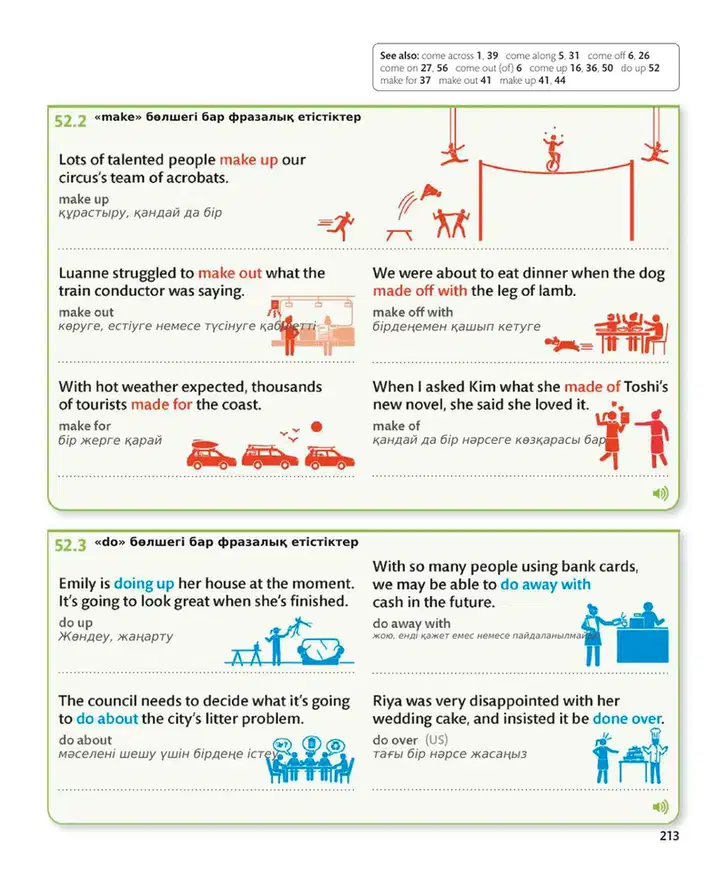 See also: come across 1, 39 come along 5, 31 come off 6, 26
come on 27, 56 come out (of) 6 come up 16, 36, 50 do up 52
make for 37 make out 41 make up 41, 44
52.2 «make» бөлшегі бар фразалық етістіктер
Lots of talented people make up our
circus's team of acrobats.
make up
құрастыру, қандай да бір
Luanne struggled to make out what the
train conductor was saying.
make out
көруге, естіуге немесе түсінуге қабілетті
We were about to eat dinner when the dog
made off with the leg of lamb.
make off with
бірдеңемен қашып кетуге
With hot weather expected, thousands
of tourists made for the coast.
make for
бір жерге қарай
When I asked Kim what she made of Toshi's
new novel, she said she loved it.
make of
қандай да бір нәрсеге көзқарасы бар
52.3 «do» бөлшегі бар фразалық етістіктер
Emily is doing up her house at the moment.
It's going to look great when she's finished.
do up
Жөндеу, жаңарту
With so many people using bank cards,
we may be able to do away with
cash in the future.
do away with
жою, енді қажет емес немесе пайдаланылмайды
The council needs to decide what it's going
to do about the city's litter problem.
do about
мәселені шешу үшін бірдеңе істеу
Riya was very disappointed with her
wedding cake, and insisted it be done over.
do over (US)
тағы бір нәрсе жасаңыз
213